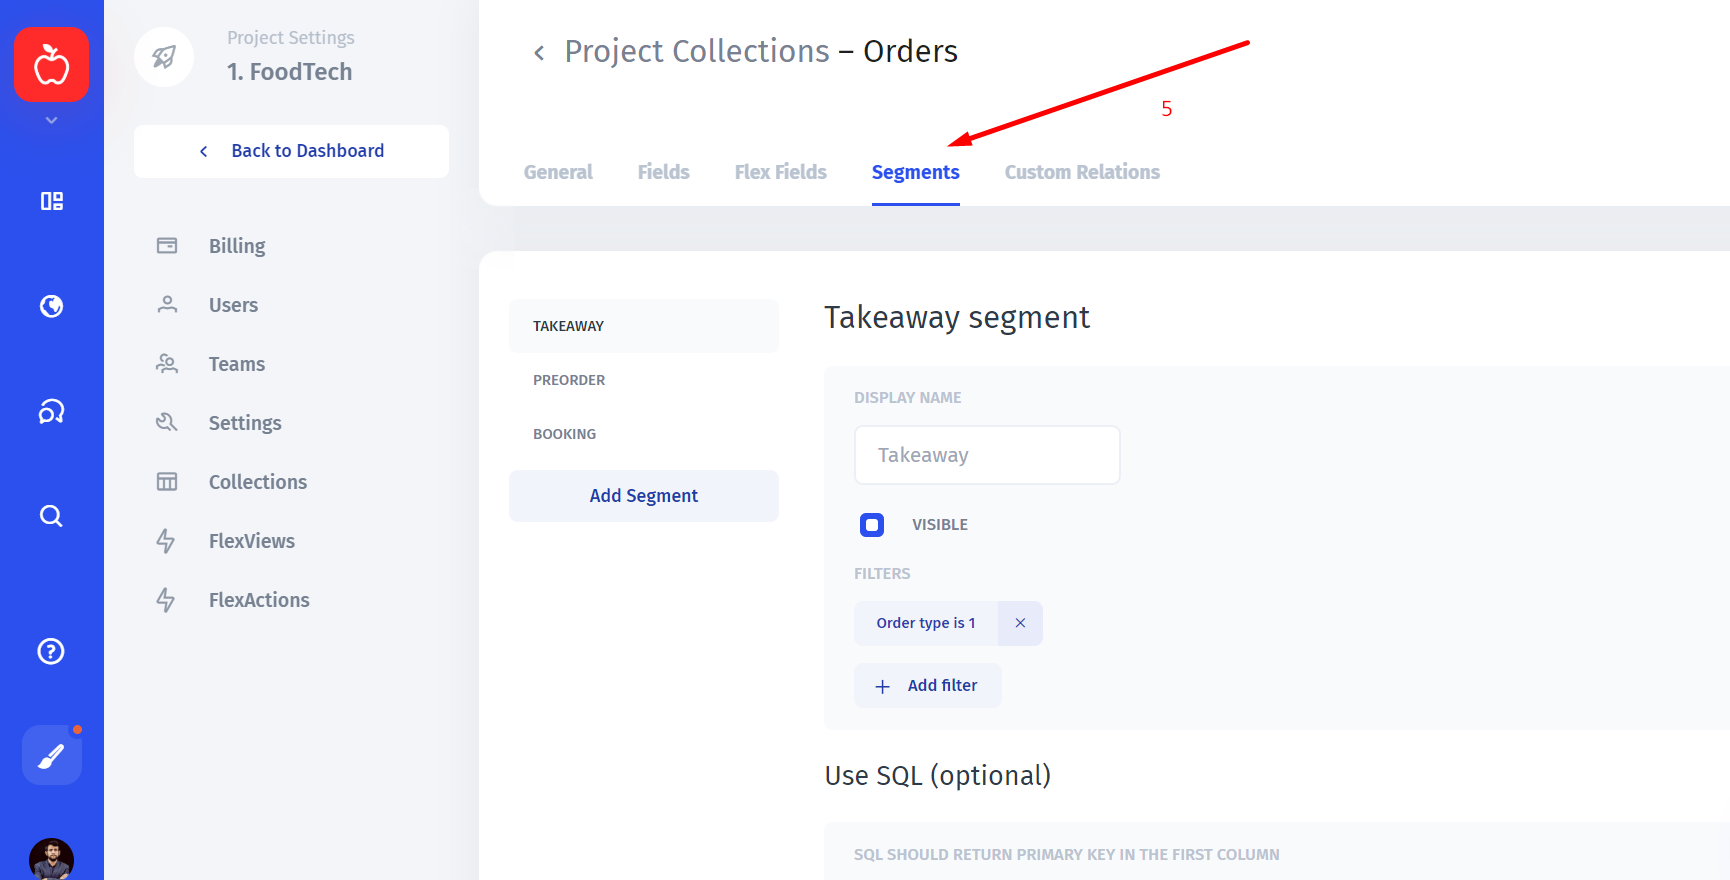 Project Settings
1. FoodTech
Back to Dashboard
Billing
Users
Teams
Settings
Collections
FlexViews
FlexActions
Project Collections – Orders
5
General Fields Flex Fields Segments Custom Relations
TAKEAWAY
PREORDER
BOOKING
Add Segment
Takeaway segment
DISPLAY NAME
Takeaway
VISIBLE
FILTERS
Order type is 1
Add filter
Use SQL (optional)
SQL SHOULD RETURN PRIMARY KEY IN THE FIRST COLUMN